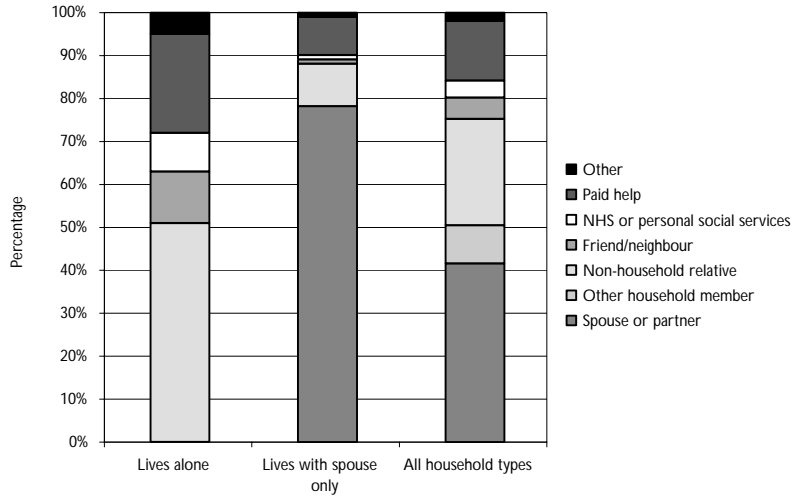 100%
90%
80%
70%
60%
50%
40%
30%
20%
10%
0%
Percentage
Lives alone
Lives with spouse
only
All household types
Other
Paid help
NHS or personal social services
Friend/neighbour
Non-household relative
Other household member
Spouse or partner